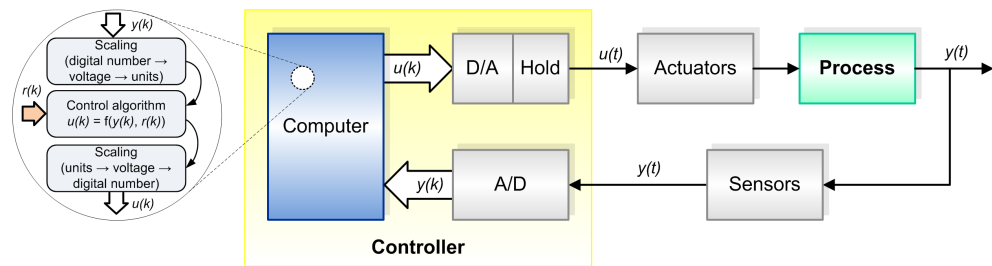 y(k)
Scaling
(digital number →
voltage → units)
r(k)
Control algorithm
u(k) = f(y(k), r(k))
Scaling
(units → voltage →
digital number)
u(k)
Computer
u(k)
D/A
Hold
u(t)
Actuators
Process
y(t)
y(k)
A/D
y(t)
Sensors
Controller